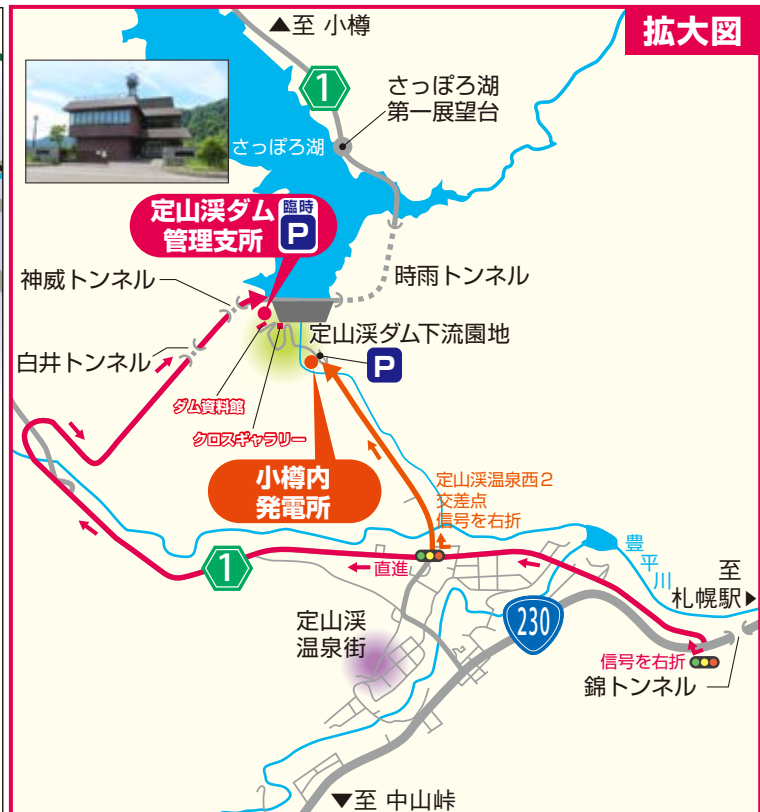 拡大図
▲至 小樽
1
さっぽろ湖
第一展望台
さっぽろ湖
定山渓ダム
管理支所
臨時
P
神威トンネル
時雨トンネル
定山渓ダム下流園地
P
白井トンネル
ダム資料館
クロスギャラリー
小樽内
発電所
定山渓温泉西2
交差点
信号を右折
豊平川
1
直進
至
札幌駅▶
230
定山渓
温泉街
信号を右折
錦トンネル
▼至 中山峠